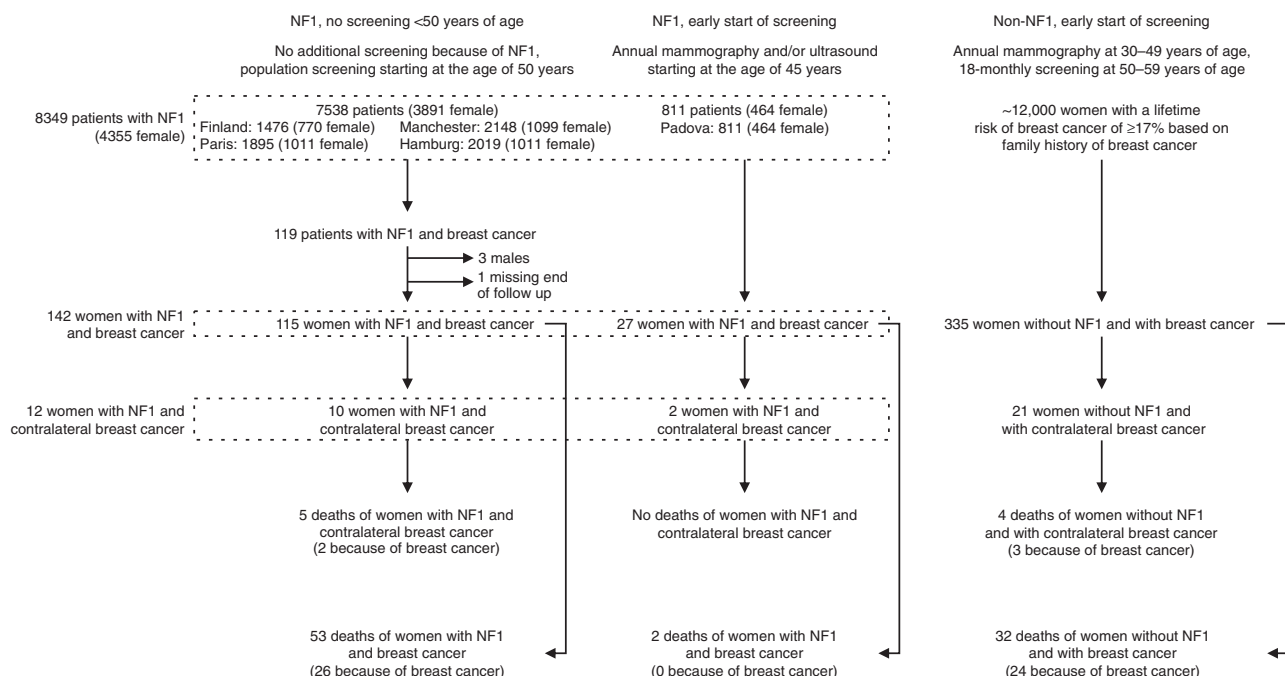 NF1, no screening <50 years of age
NF1, early start of screening
Non-NF1, early start of screening
No additional screening because of NF1,
population screening starting at the age of 50 years
Annual mammography and/or ultrasound
starting at the age of 45 years
Annual mammography at 30–49 years of age,
18-monthly screening at 50–59 years of age
8349 patients with NF1
(4355 female)
7538 patients (3891 female)
Finland: 1476 (770 female)
Manchester: 2148 (1099 female)
Paris: 1895 (1011 female)
Hamburg: 2019 (1011 female)
811 patients (464 female)
Padova: 811 (464 female)
~12,000 women with a lifetime
risk of breast cancer of ≥17% based on
family history of breast cancer
119 patients with NF1 and breast cancer
3 males
1 missing end
of follow up
142 women with NF1
and breast cancer
115 women with NF1 and breast cancer
27 women with NF1 and breast cancer
335 women without NF1 and with breast cancer
12 women with NF1 and
contralateral breast cancer
10 women with NF1 and
contralateral breast cancer
2 women with NF1 and
contralateral breast cancer
21 women without NF1 and
with contralateral breast cancer
5 deaths of women with NF1 and
contralateral breast cancer
(2 because of breast cancer)
No deaths of women with NF1 and
contralateral breast cancer
4 deaths of women without NF1
and with contralateral breast cancer
(3 because of breast cancer)
53 deaths of women with NF1
and breast cancer
(26 because of breast cancer)
2 deaths of women with NF1
and breast cancer
(0 because of breast cancer)
32 deaths of women without NF1
and with breast cancer
(24 because of breast cancer)